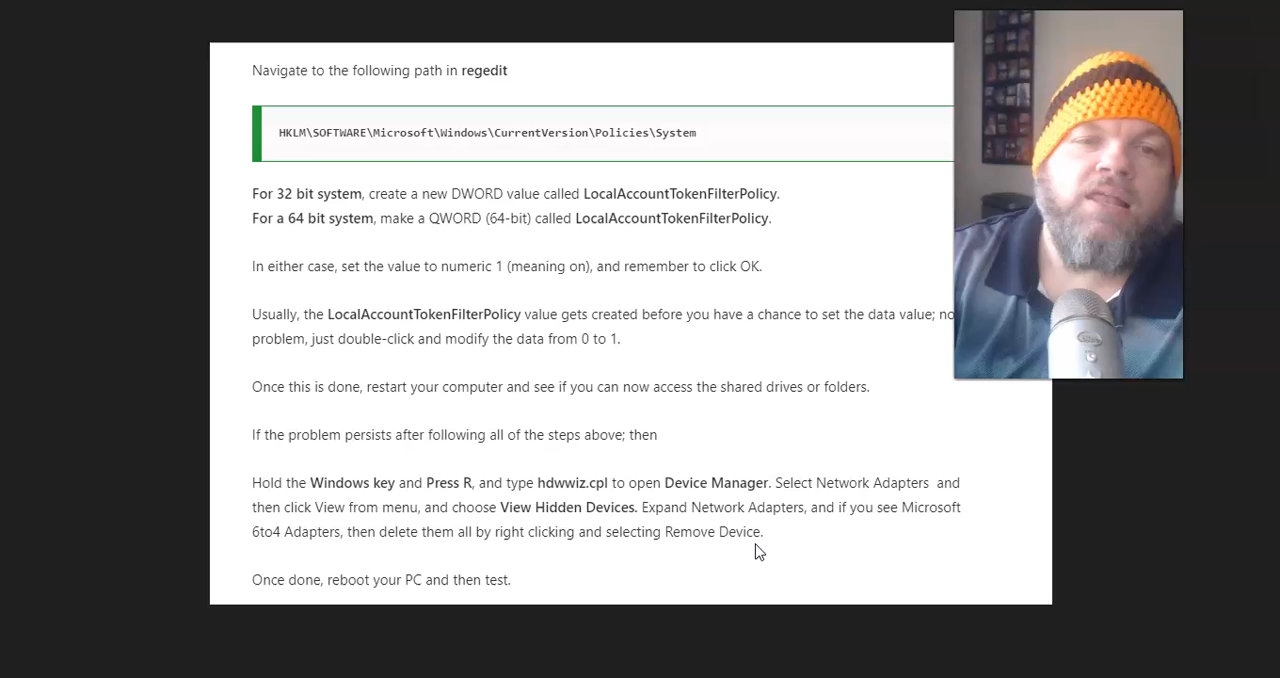 Navigate to the following path in regedit
HKLM\SOFTWARE\Microsoft\Windows\CurrentVersion\Policies\System
For 32 bit system, create a new DWORD value called LocalAccountTokenFilterPolicy.
For a 64 bit system, make a QWORD (64-bit) called LocalAccountTokenFilterPolicy.
In either case, set the value to numeric 1 (meaning on), and remember to click OK.
Usually, the LocalAccountTokenFilterPolicy value gets created before you have a chance to set the data value; no
problem, just double-click and modify the data from 0 to 1.
Once this is done, restart your computer and see if you can now access the shared drives or folders.
If the problem persists after following all of the steps above; then
Hold the Windows key and Press R, and type hdwwiz.cpl to open Device Manager. Select Network Adapters and
then click View from menu, and choose View Hidden Devices. Expand Network Adapters, and if you see Microsoft
6to4 Adapters, then delete them all by right clicking and selecting Remove Device.
Once done, reboot your PC and then test.